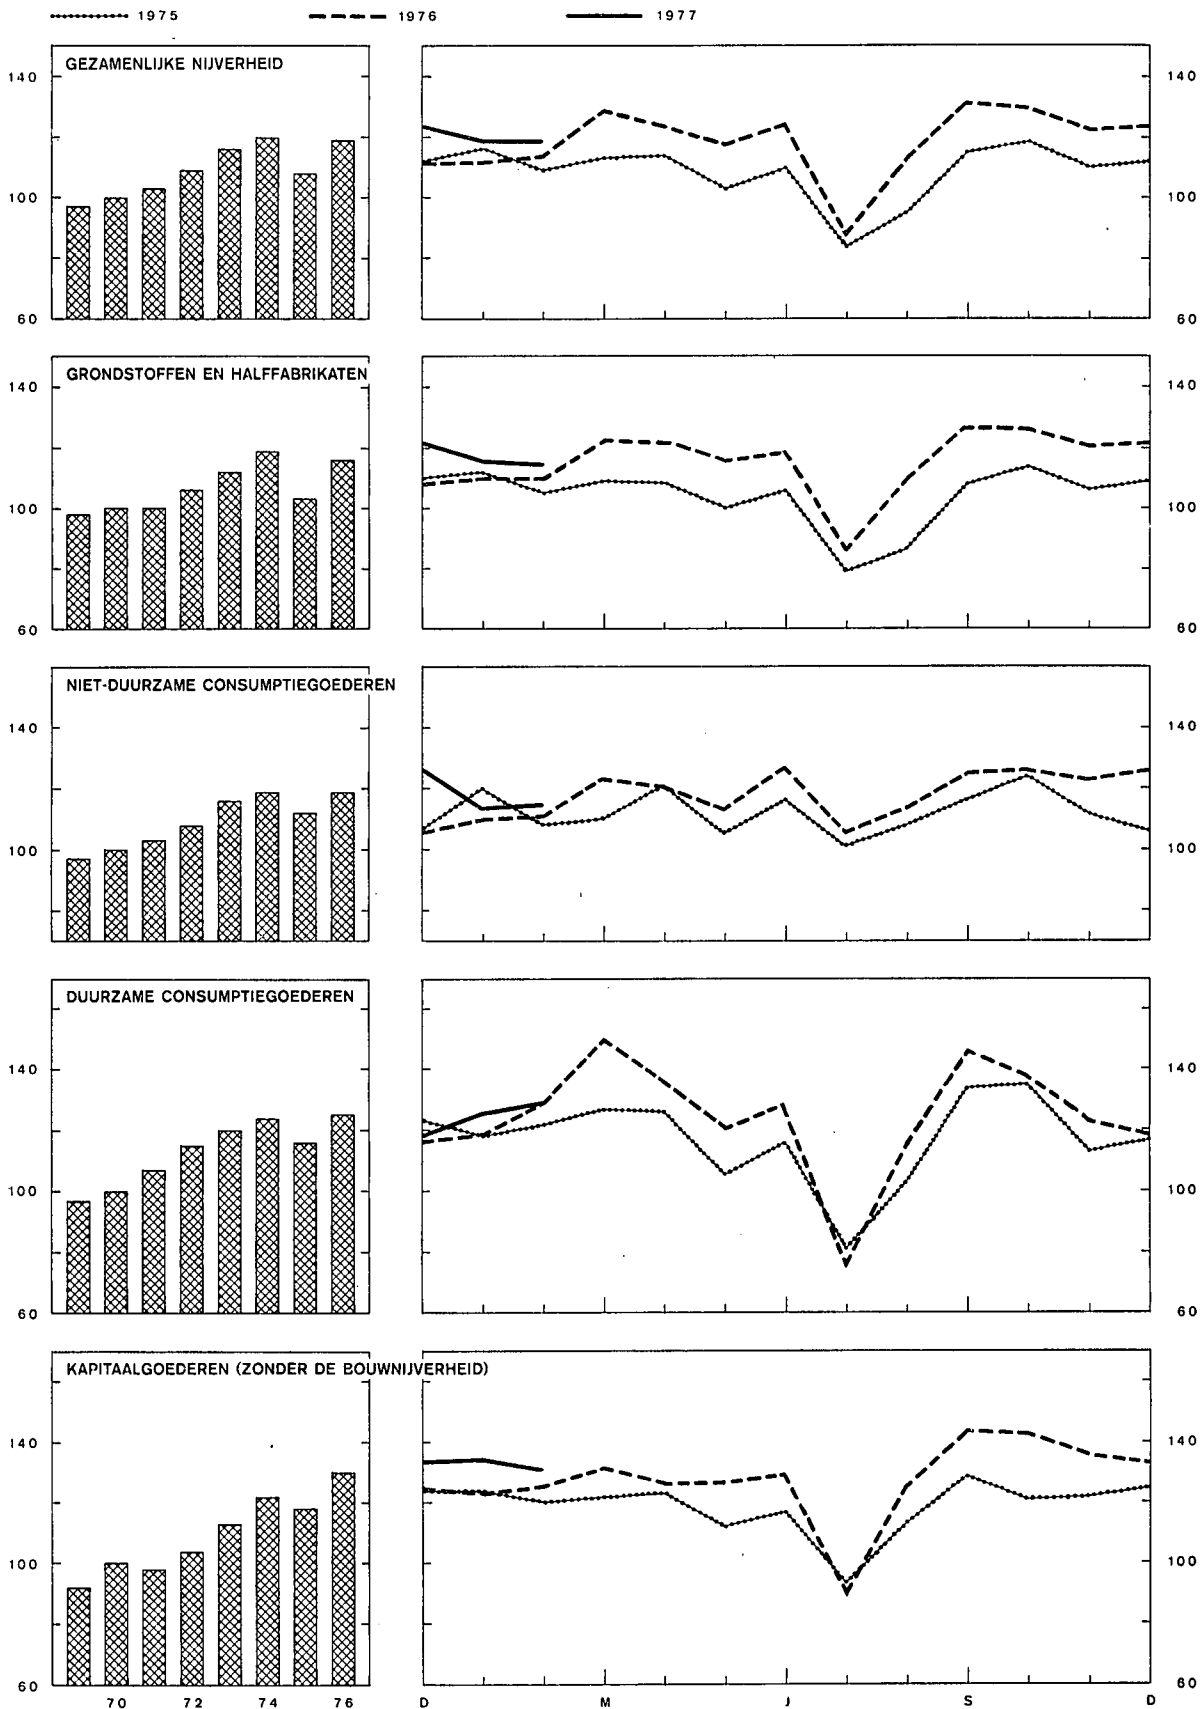 1975 1976 1977
GEZAMENLIJKE NIJVERHEID
140 140
100 100
60 60
GRONDSTOFFEN EN HALFFABRIKATEN
140 140
100 100
60 60
NIET-DUURZAME CONSUMPTIEGOEDEREN
140 140
100 100
DUURZAME CONSUMPTIEGOEDEREN
140 140
100 100
60 60
KAPITAALGOEDEREN (ZONDER DE BOUWNIJVERHEID)
140 140
100 100
60 60
70 72 74 76 D M J S D